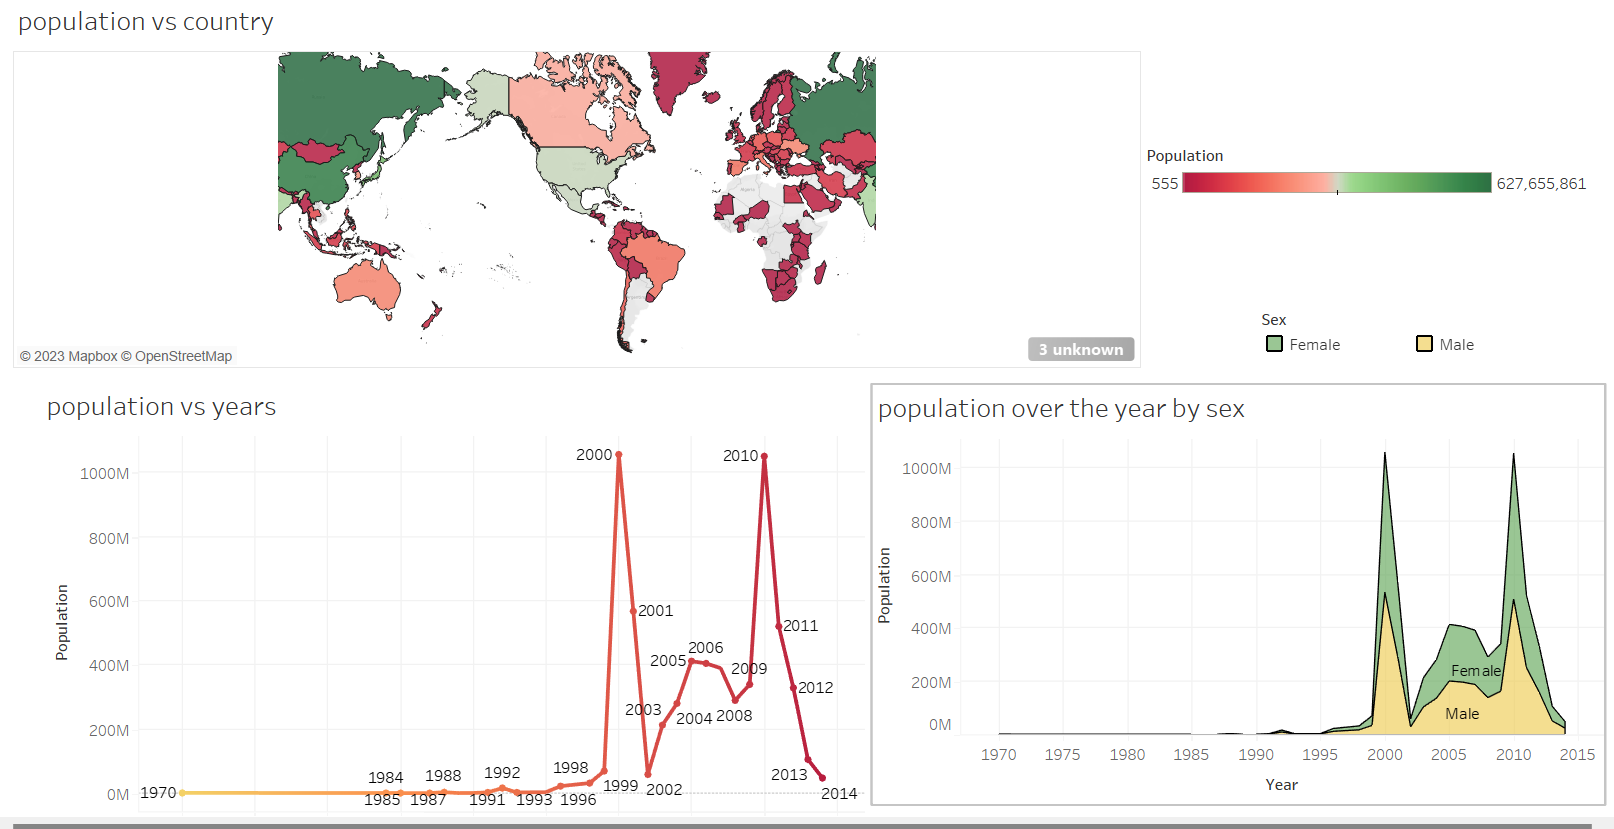 population vs country
Population
555 627,655,861
Sex
Female Male
© 2023 Mapbox © OpenStreetMap
3 unknown
population vs years
Population
1000M
800M
600M
400M
200M
0M
1970
1984
1985
1987
1988
1991
1992
1993
1996
1998
1999
2000
2001
2002
2003
2004
2005
2006
2008
2009
2010
2011
2012
2013
2014
population over the year by sex
Population
1000M
800M
600M
400M
200M
0M
Female
Male
1970 1975 1980 1985 1990 1995 2000 2005 2010 2015
Year